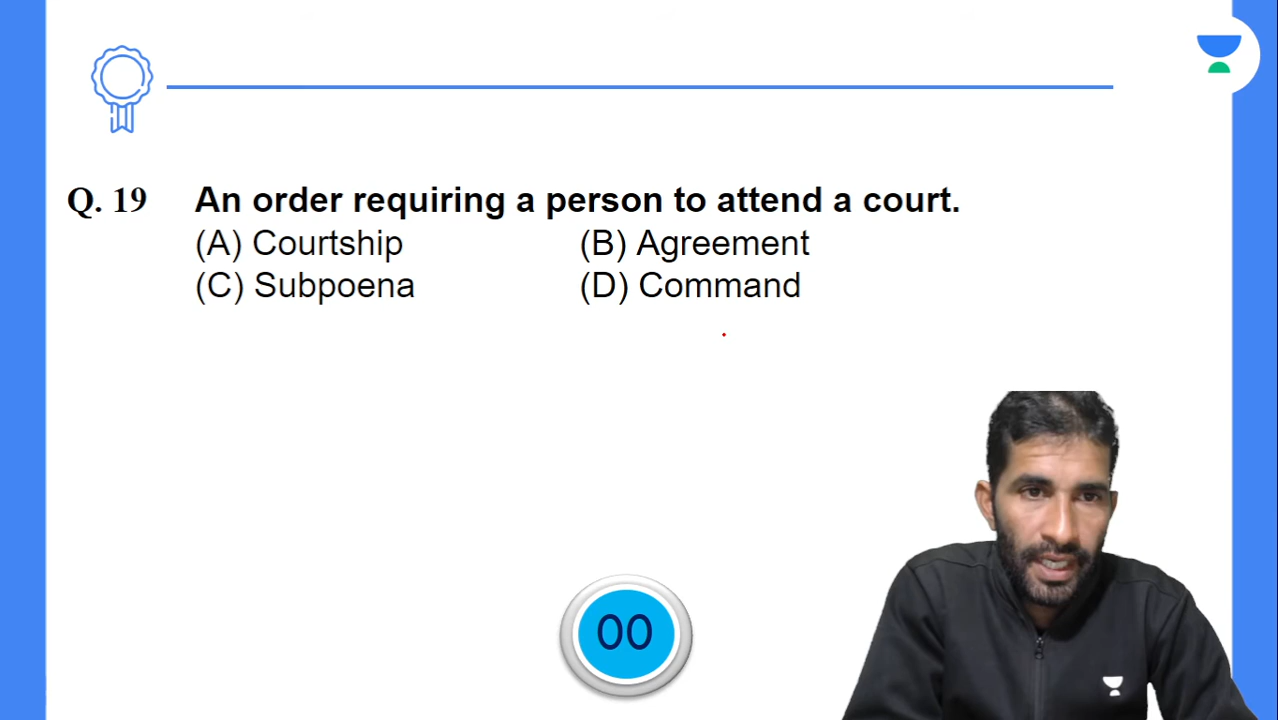 Q. 19 An order requiring a person to attend a court.
(A) Courtship (B) Agreement
(C) Subpoena (D) Command
00